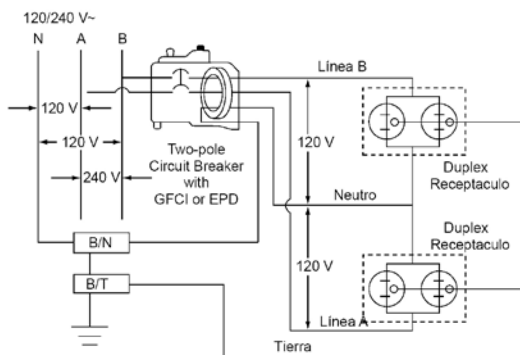 120/240 V~
N A B
120 V
120 V
240 V
B/N
B/T
Two-pole
Circuit Breaker
with
GFCI or EPD
Línea B
120 V
Neutro
120 V
Línea A
Tierra
Duplex
Receptaculo
Duplex
Receptaculo